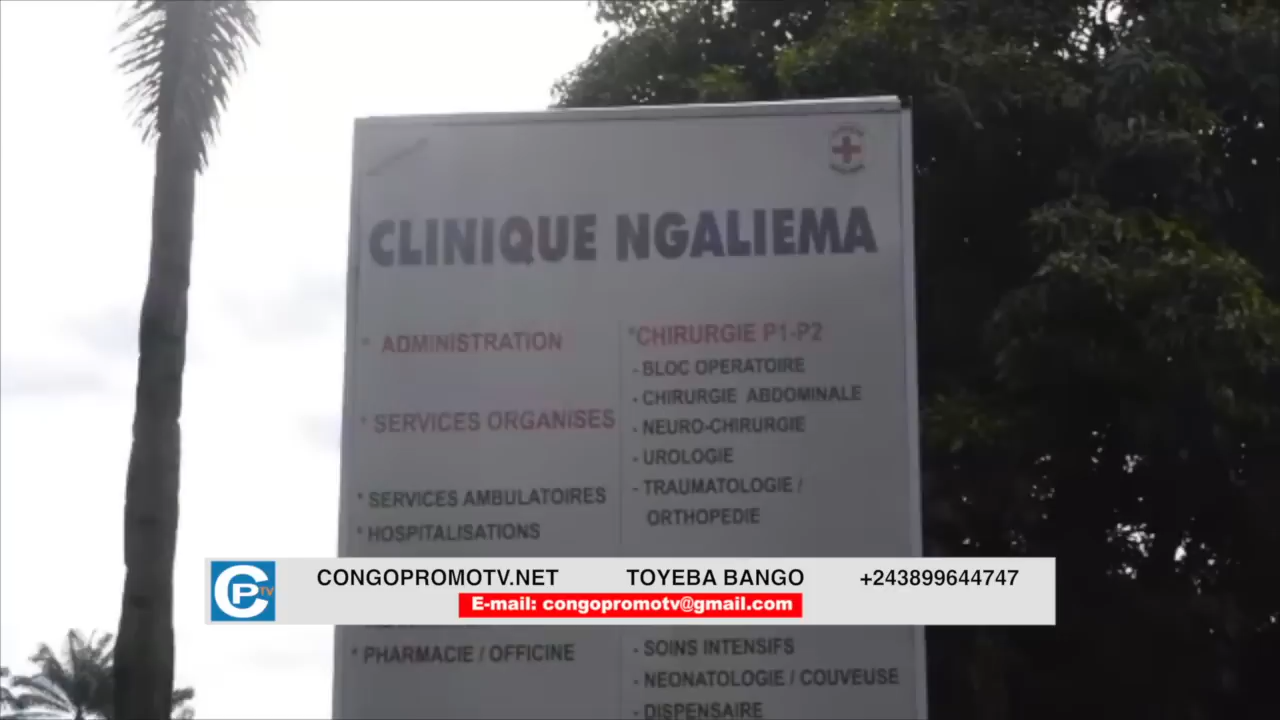 CLINIQUE NGALIEMA
* ADMINISTRATION
* SERVICES ORGANISES
* SERVICES AMBULATOIRES
* HOSPITALISATIONS
* PHARMACIE / OFFICINE
*CHIRURGIE P1-P2
- BLOC OPERATOIRE
- CHIRURGIE ABDOMINALE
- NEURO-CHIRURGIE
- UROLOGIE
- TRAUMATOLOGIE /
ORTHOPEDIE
- SOINS INTENSIFS
- NEONATOLOGIE / COUVEUSE
- DISPENSAIRE
CPTV
CONGOPROMOTV.NET TOYEBA BANGO +243899644747
E-mail: congopromotv@gmail.com